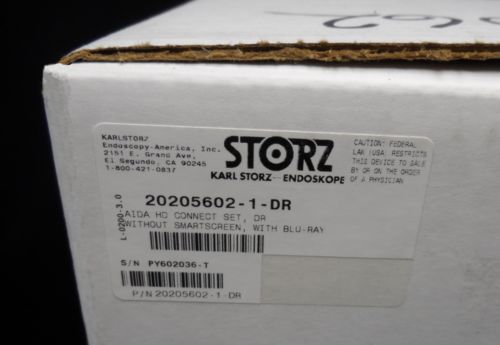 62
KARLSTORZ
Endoscopy-America, Inc.
2151 E. Grand Ave.
El Segundo, CA 90245
1-800-421-0837
STORZ
KARL STORZ--ENDOSKOPE
CAUTION: FEDERAL
LAW (USA) RESTRICTS
THIS DEVICE TO SALE
BY OR ON THE ORDER
OF A PHYSICIAN
L-0200-3.0
20205602-1-DR
AIDA HD CONNECT SET, DR
WITHOUT SMARTSCREEN, WITH BLU-RAY
S/N PY602036-T
P/N 20205602-1-DR